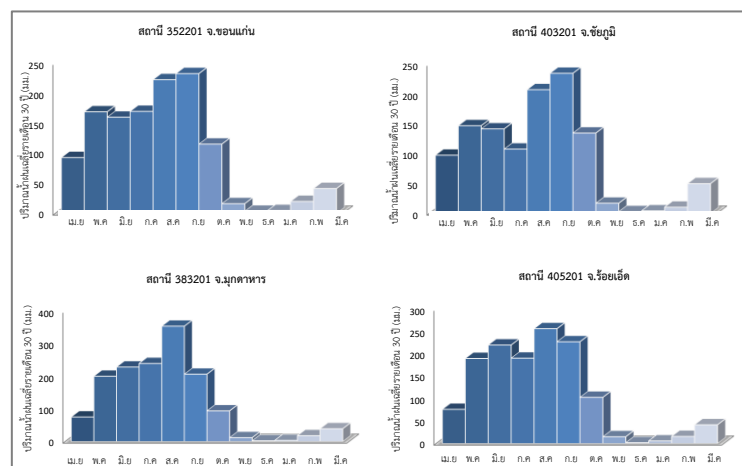 สถานี 352201 จ.ขอนแก่น
ปริมาณน้ำฝนเฉลี่ยรายเดือน 30 ปี (มม.)
250
200
150
100
50
0
เม.ย พ.ค มิ.ย ก.ค ส.ค ก.ย ต.ค พ.ย ธ.ค ม.ค ก.พ มี.ค
สถานี 403201 จ.ชัยภูมิ
ปริมาณน้ำฝนเฉลี่ยรายเดือน 30 ปี (มม.)
250
200
150
100
50
0
เม.ย พ.ค มิ.ย ก.ค ส.ค ก.ย ต.ค พ.ย ธ.ค ม.ค ก.พ มี.ค
สถานี 383201 จ.มุกดาหาร
ปริมาณน้ำฝนเฉลี่ยรายเดือน 30 ปี (มม.)
400
300
200
100
0
เม.ย พ.ค มิ.ย ก.ค ส.ค ก.ย ต.ค พ.ย ธ.ค ม.ค ก.พ มี.ค
สถานี 405201 จ.ร้อยเอ็ด
ปริมาณน้ำฝนเฉลี่ยรายเดือน 30 ปี (มม.)
300
250
200
150
100
50
0
เม.ย พ.ค มิ.ย ก.ค ส.ค ก.ย ต.ค พ.ย ธ.ค ม.ค ก.พ มี.ค